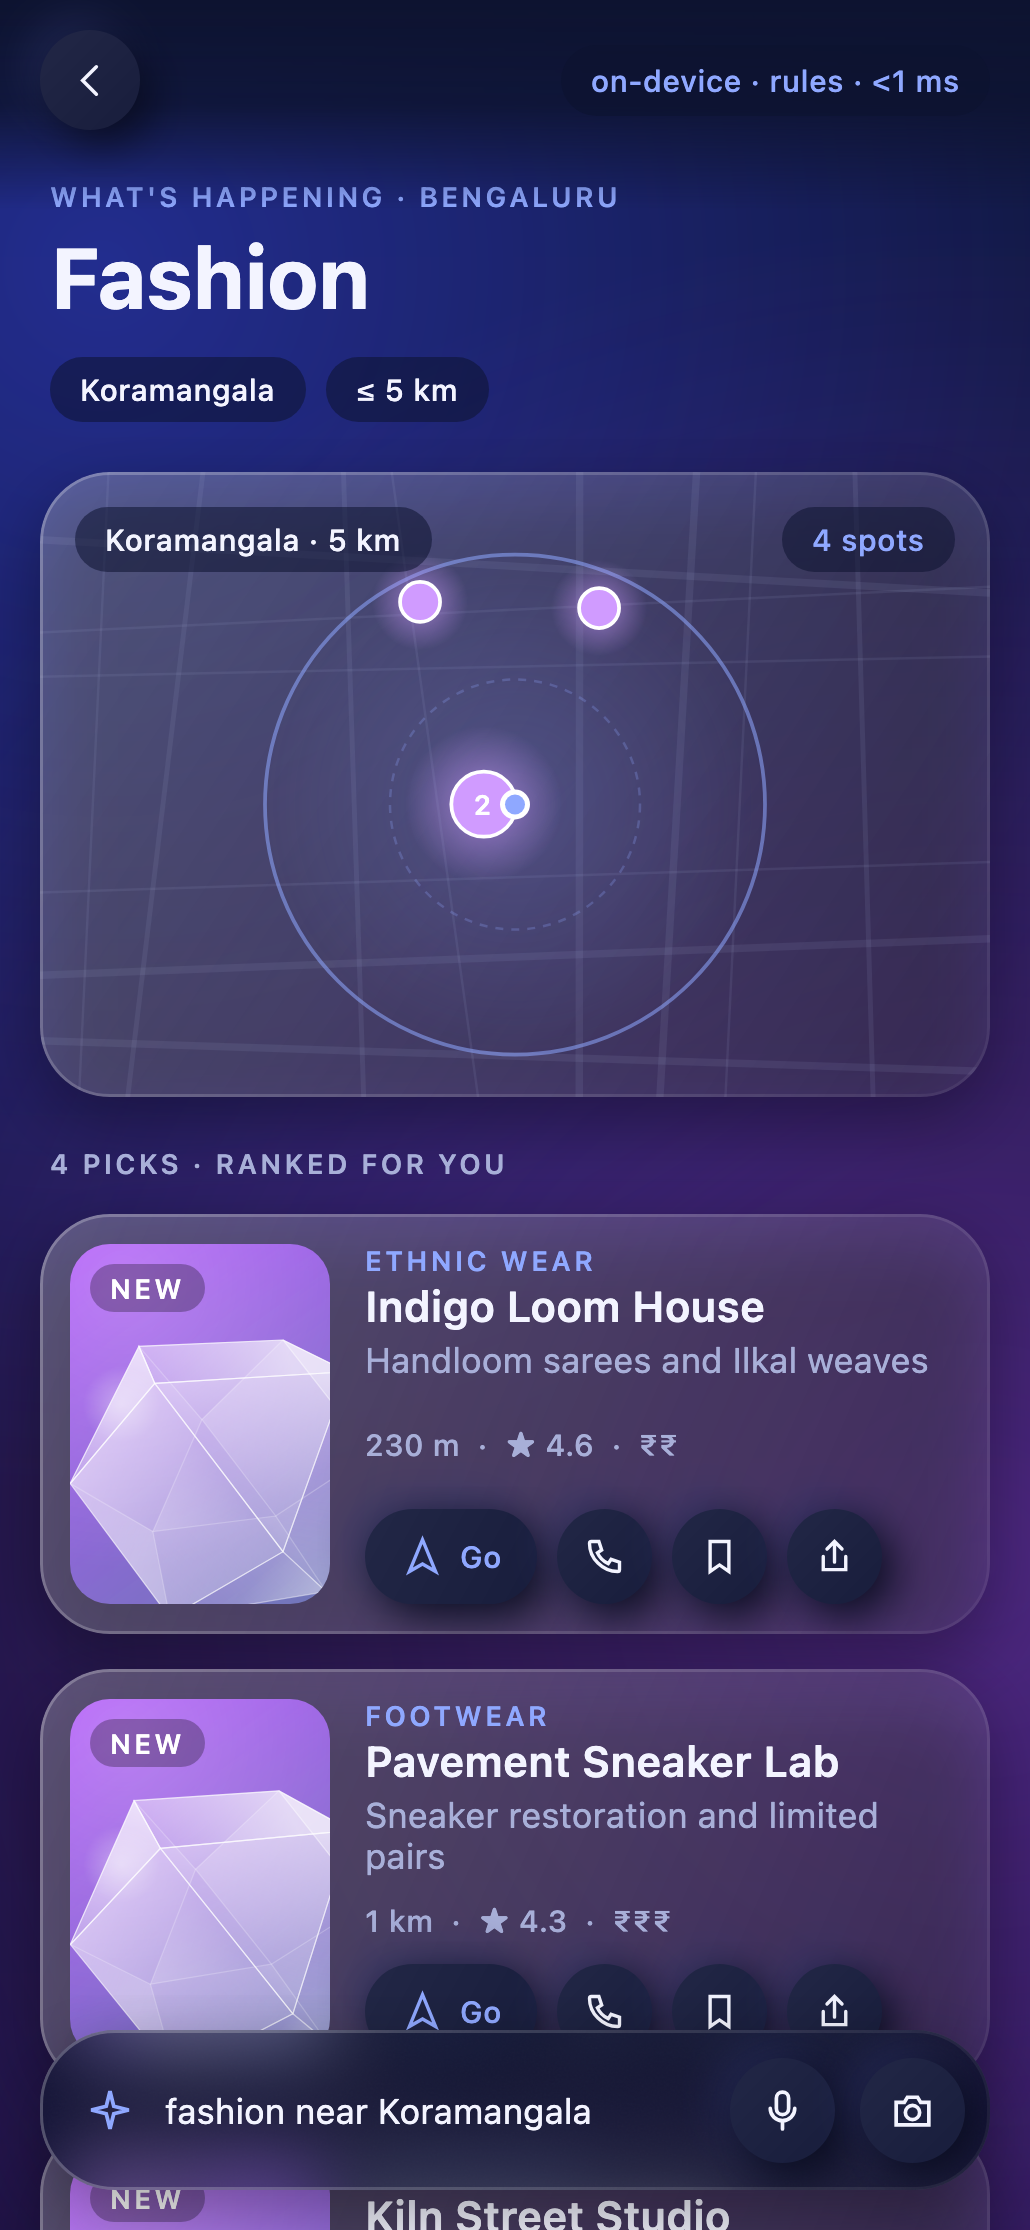 on-device · rules · <1 ms
WHAT'S HAPPENING · BENGALURU
Fashion
Koramangala
≤ 5 km
Koramangala · 5 km
4 spots
2
4 PICKS · RANKED FOR YOU
NEW
ETHNIC WEAR
Indigo Loom House
Handloom sarees and Ilkal weaves
230 m · ★ 4.6 · ₹₹
Go
NEW
FOOTWEAR
Pavement Sneaker Lab
Sneaker restoration and limited
pairs
1 km · ★ 4.3 · ₹₹₹
Go
fashion near Koramangala
NEW
Kiln Street Studio